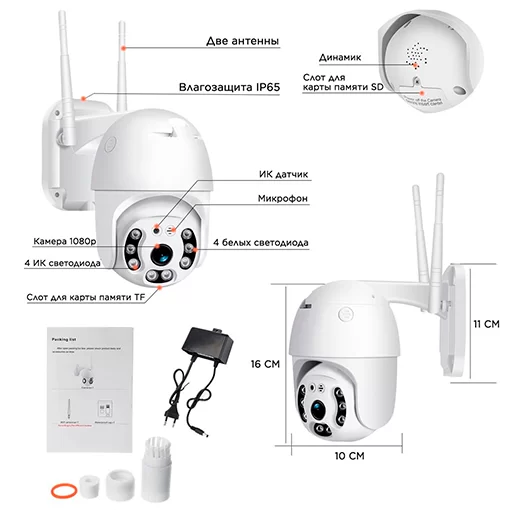 Две антенны
Динамик
Слот для
карты памяти SD
Влагозащита IP65
ИК датчик
Микрофон
Камера 1080p
4 белых светодиода
4 ИК светодиода
Слот для карты памяти TF
Packing list
16 СМ
11 СМ
10 СМ